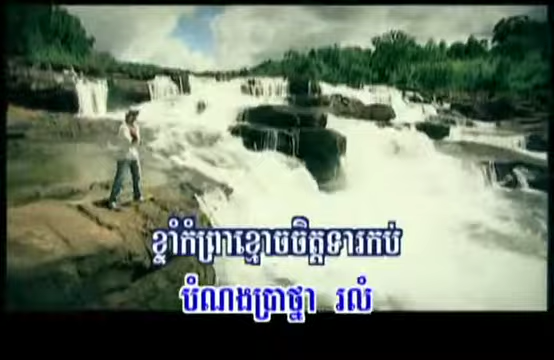 ខ្លាំកំព្រាខ្មោចចិត្តទារកប់
បំណងប្រាថ្នា រលំ